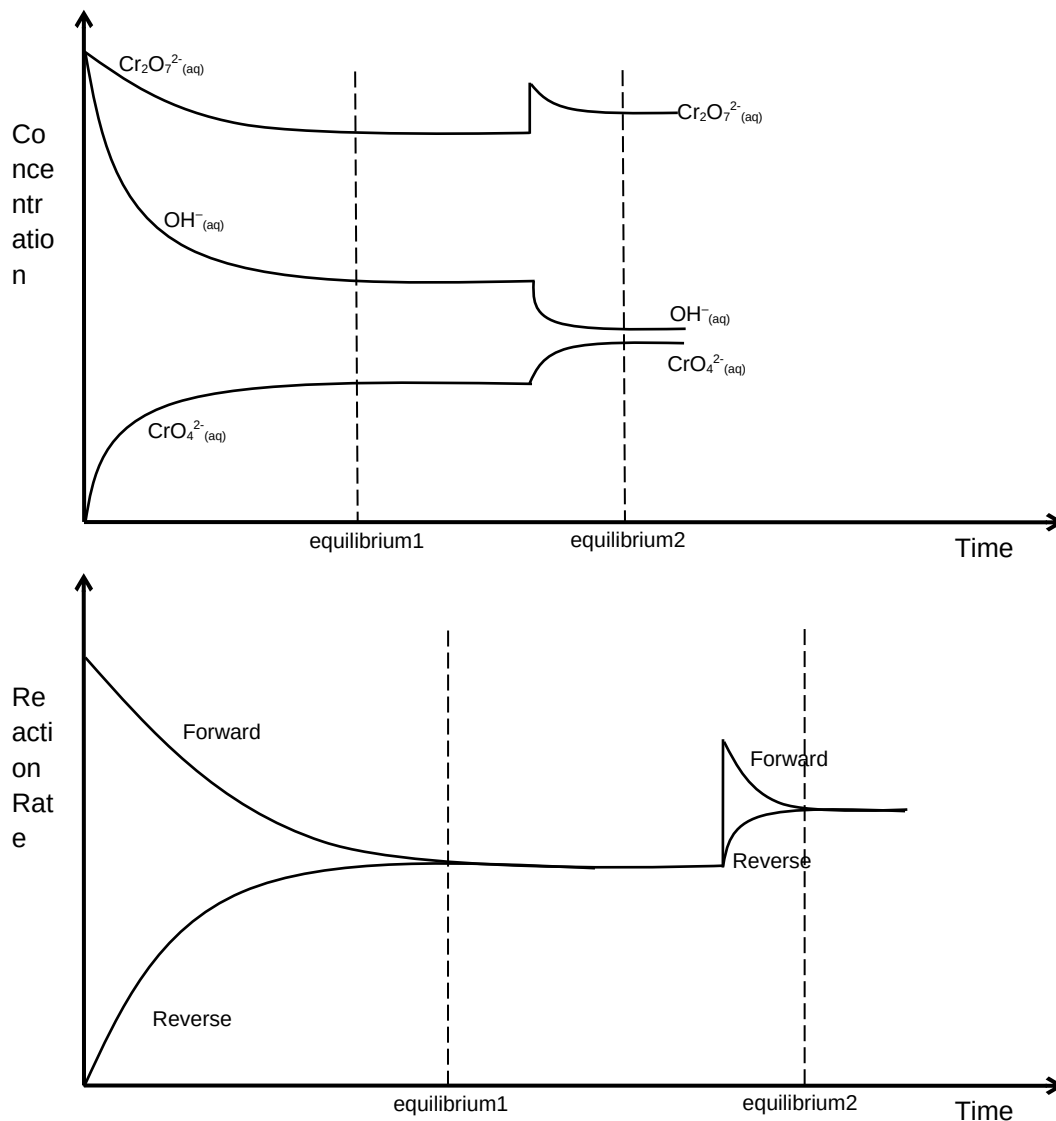 Cr₂O₇²⁻(aq)
Co
nce
ntr
atio
n
Cr₂O₇²⁻(aq)
OH⁻(aq)
OH⁻(aq)
CrO₄²⁻(aq)
CrO₄²⁻(aq)
equilibrium1
equilibrium2
Time
Re
acti
on
Rat
e
Forward
Forward
Reverse
Reverse
equilibrium1
equilibrium2
Time